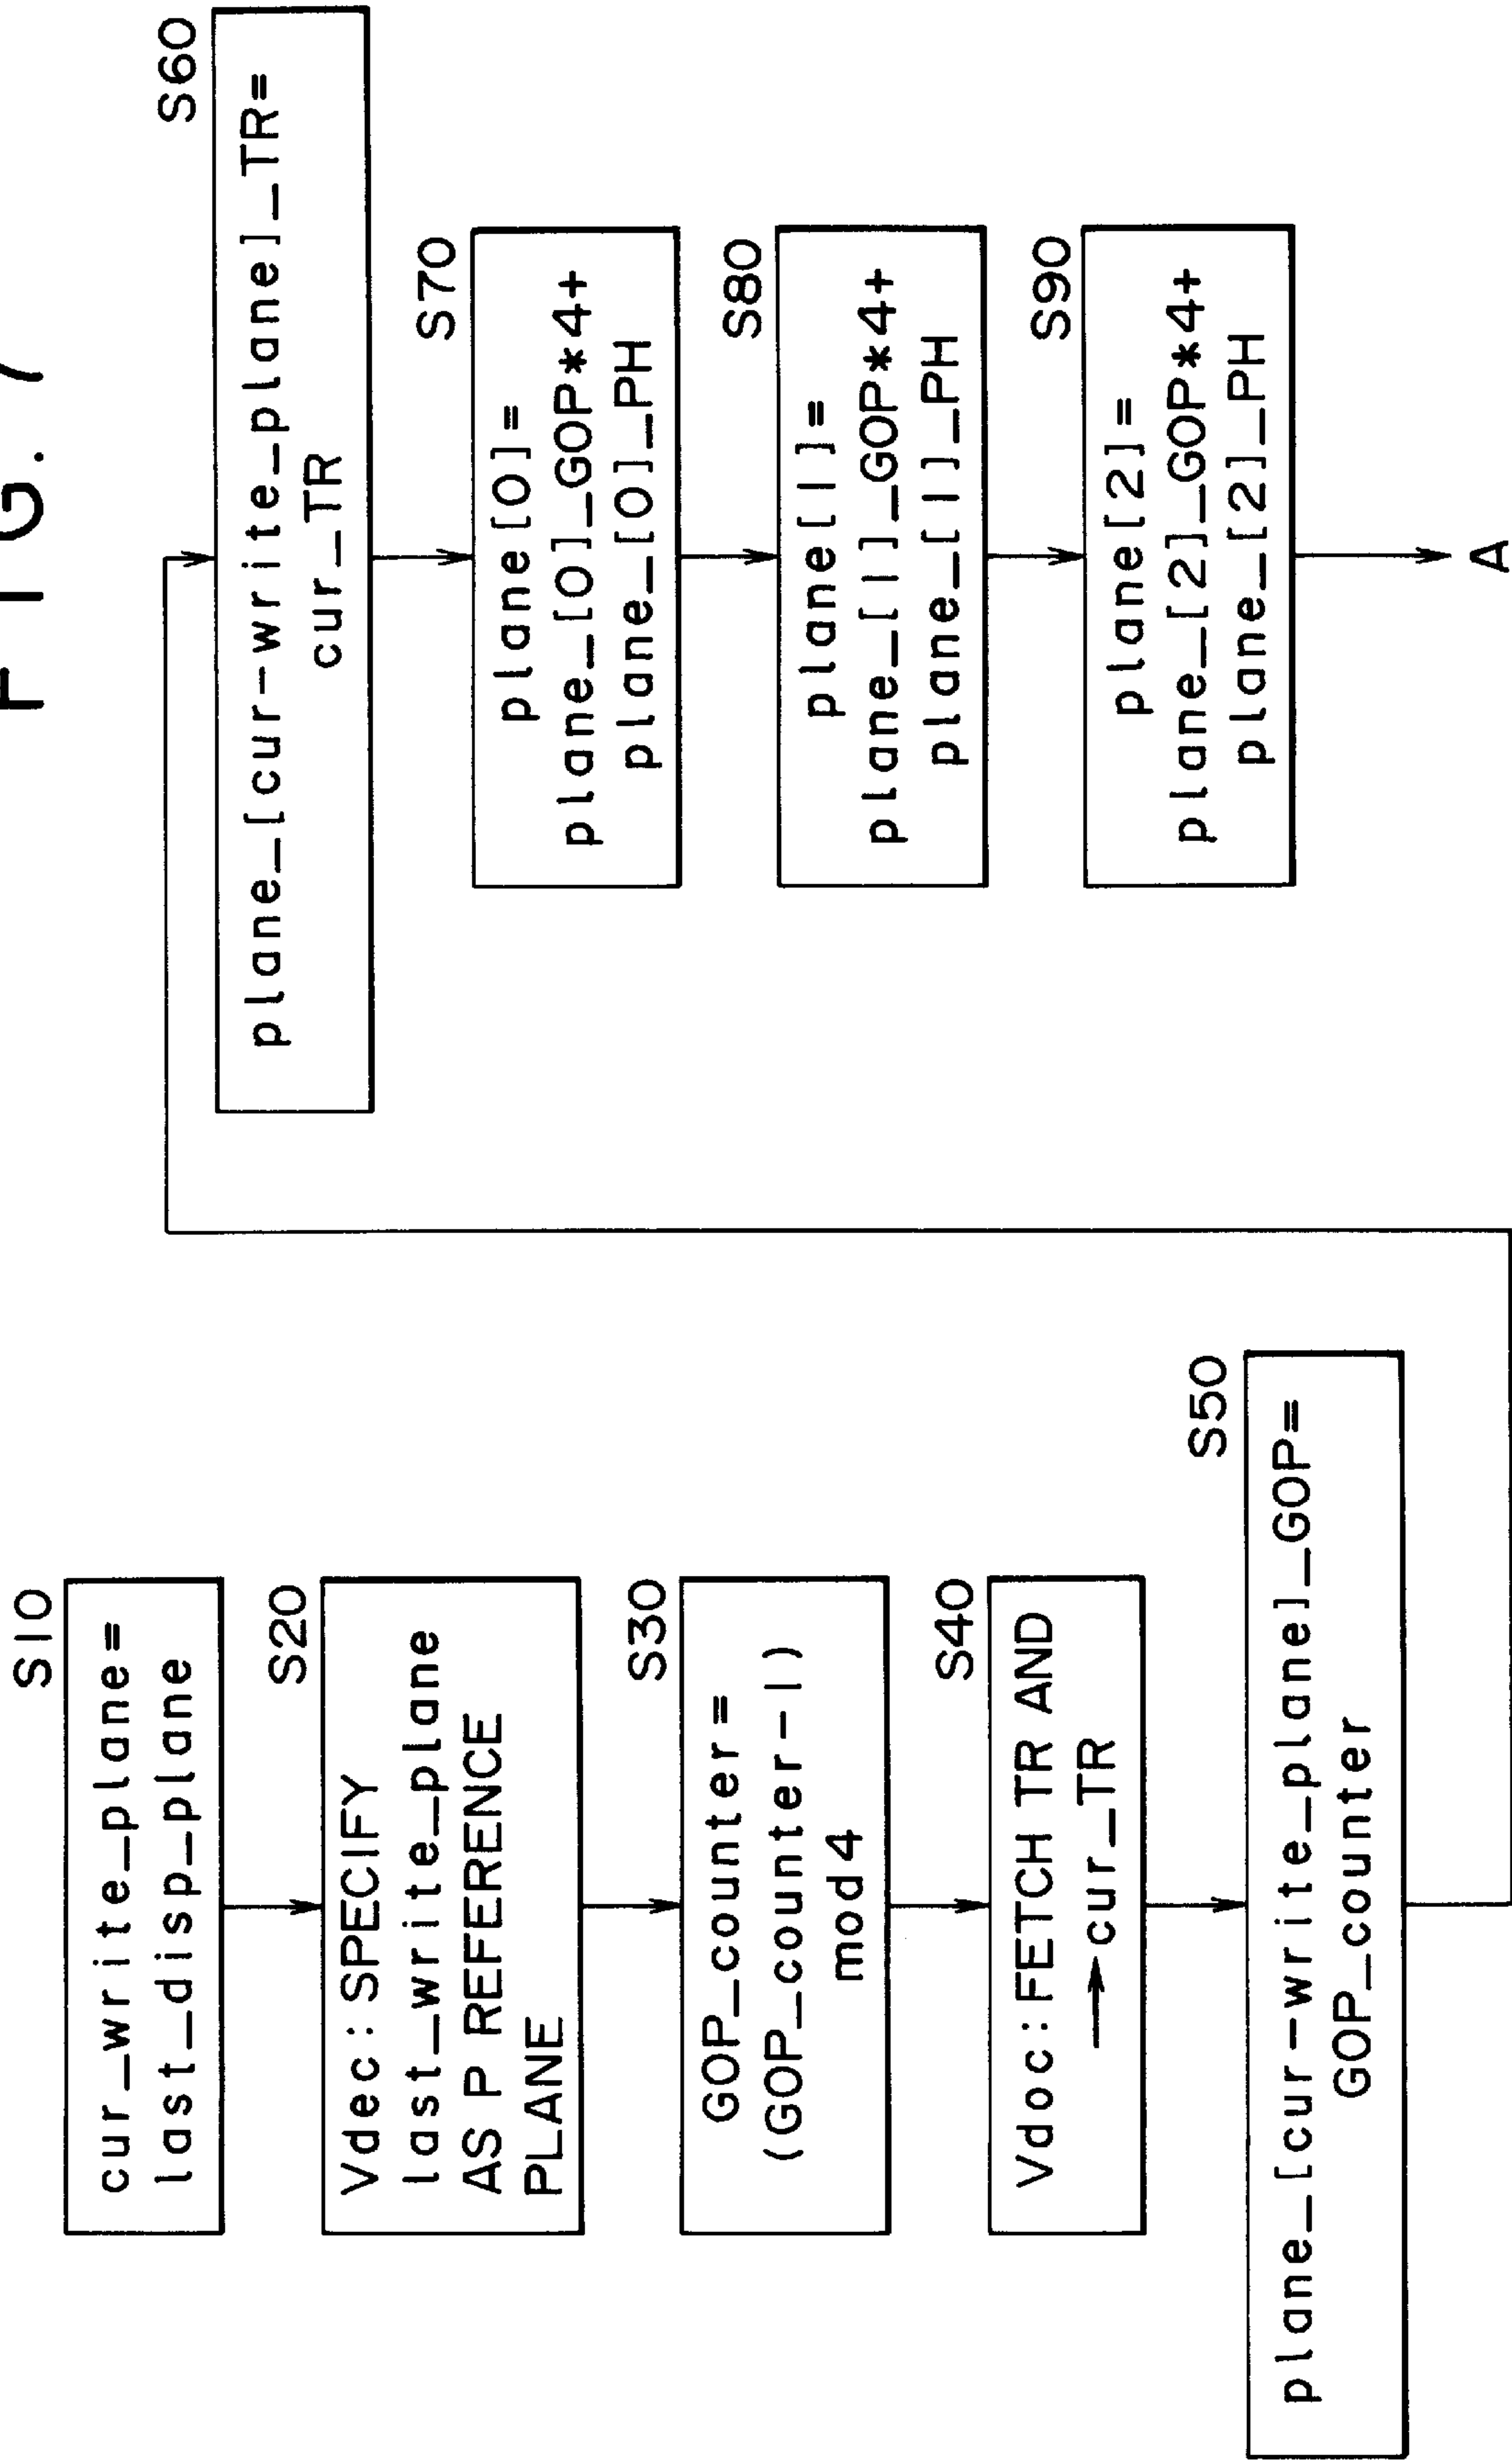 FIG. 7
S10
cur_write_plane=
last_disp_plane
S20
Vdec: SPECIFY
last_write_plane
AS P REFERENCE
PLANE
S30
GOP_counter=
(GOP_counter-1)
mod4
S40
Vdoc: FETCH TR AND
→cur_TR
S50
plane_[cur-write_plane]_GOP=
GOP_counter
S60
plane_[cur-write_plane]_TR=
cur_TR
S70
plane[0]=
plane_[0]_GOP*4+
plane_[0]_PH
S80
plane[1]=
plane_[1]_GOP*4+
plane_[1]_PH
S90
plane[2]=
plane_[2]_GOP*4+
plane_[2]_PH
A